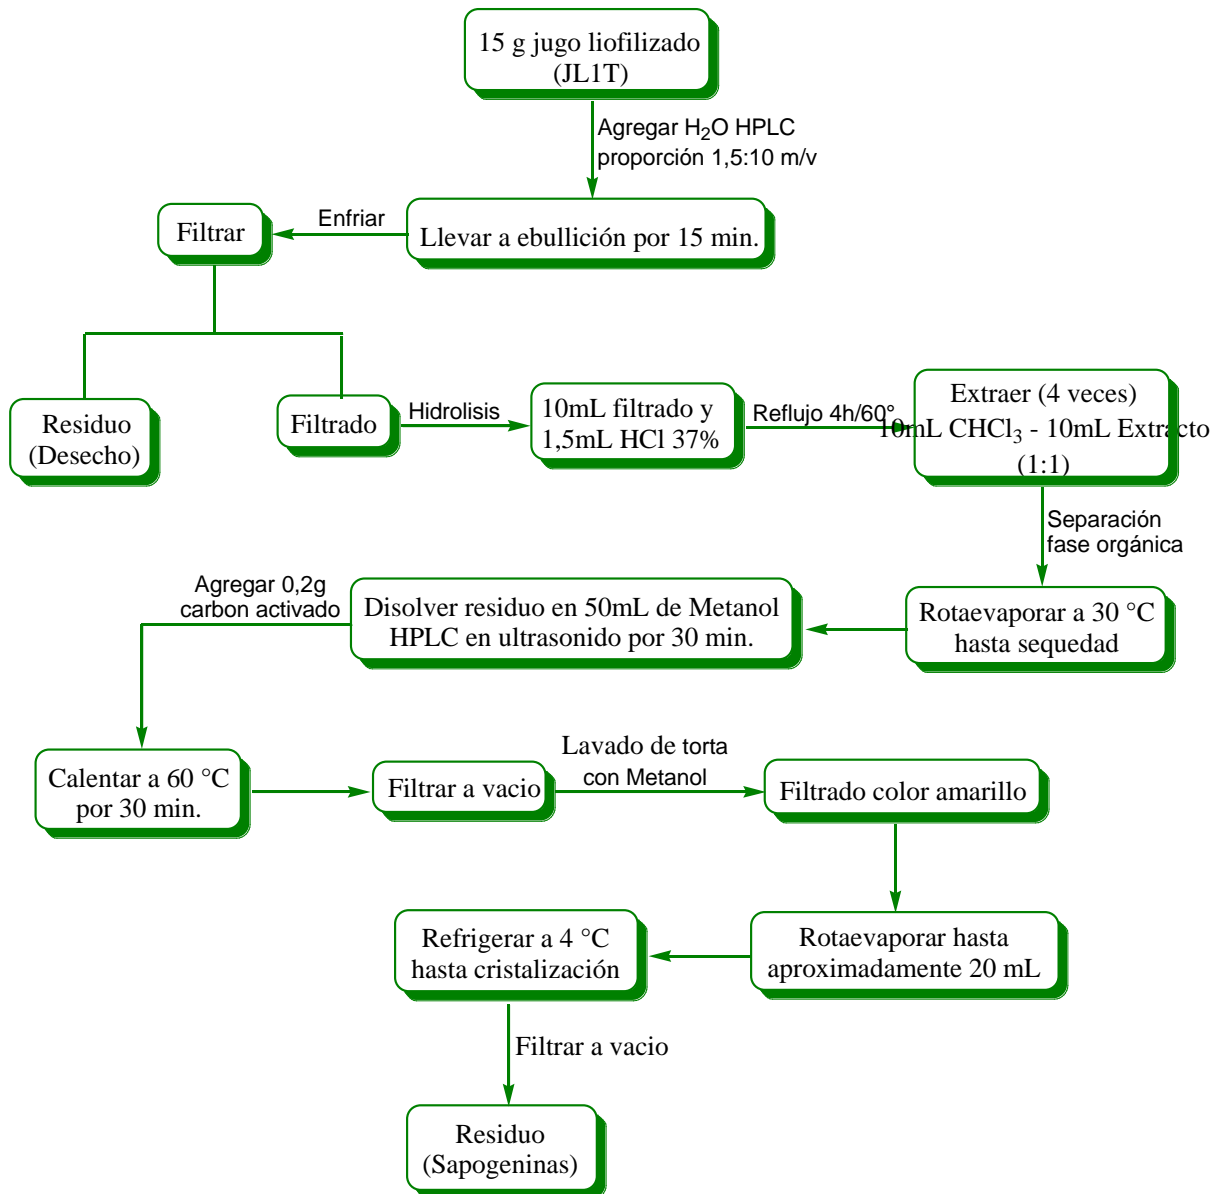 15 g jugo liofilizado
(JL1T)
Agregar H₂O HPLC
proporción 1,5:10 m/v
Llevar a ebullición por 15 min.
Enfriar
Filtrar
Residuo
(Desecho)
Filtrado
Hidrolisis
10mL filtrado y
1,5mL HCl 37%
Reflujo 4h/60°
Extraer (4 veces)
10mL CHCl₃ - 10mL Extracto
(1:1)
Separación
fase orgánica
Rotaevaporar a 30 °C
hasta sequedad
Disolver residuo en 50mL de Metanol
HPLC en ultrasonido por 30 min.
Agregar 0,2g
carbon activado
Calentar a 60 °C
por 30 min.
Filtrar a vacio
Lavado de torta
con Metanol
Filtrado color amarillo
Rotaevaporar hasta
aproximadamente 20 mL
Refrigerar a 4 °C
hasta cristalización
Filtrar a vacio
Residuo
(Sapogeninas)